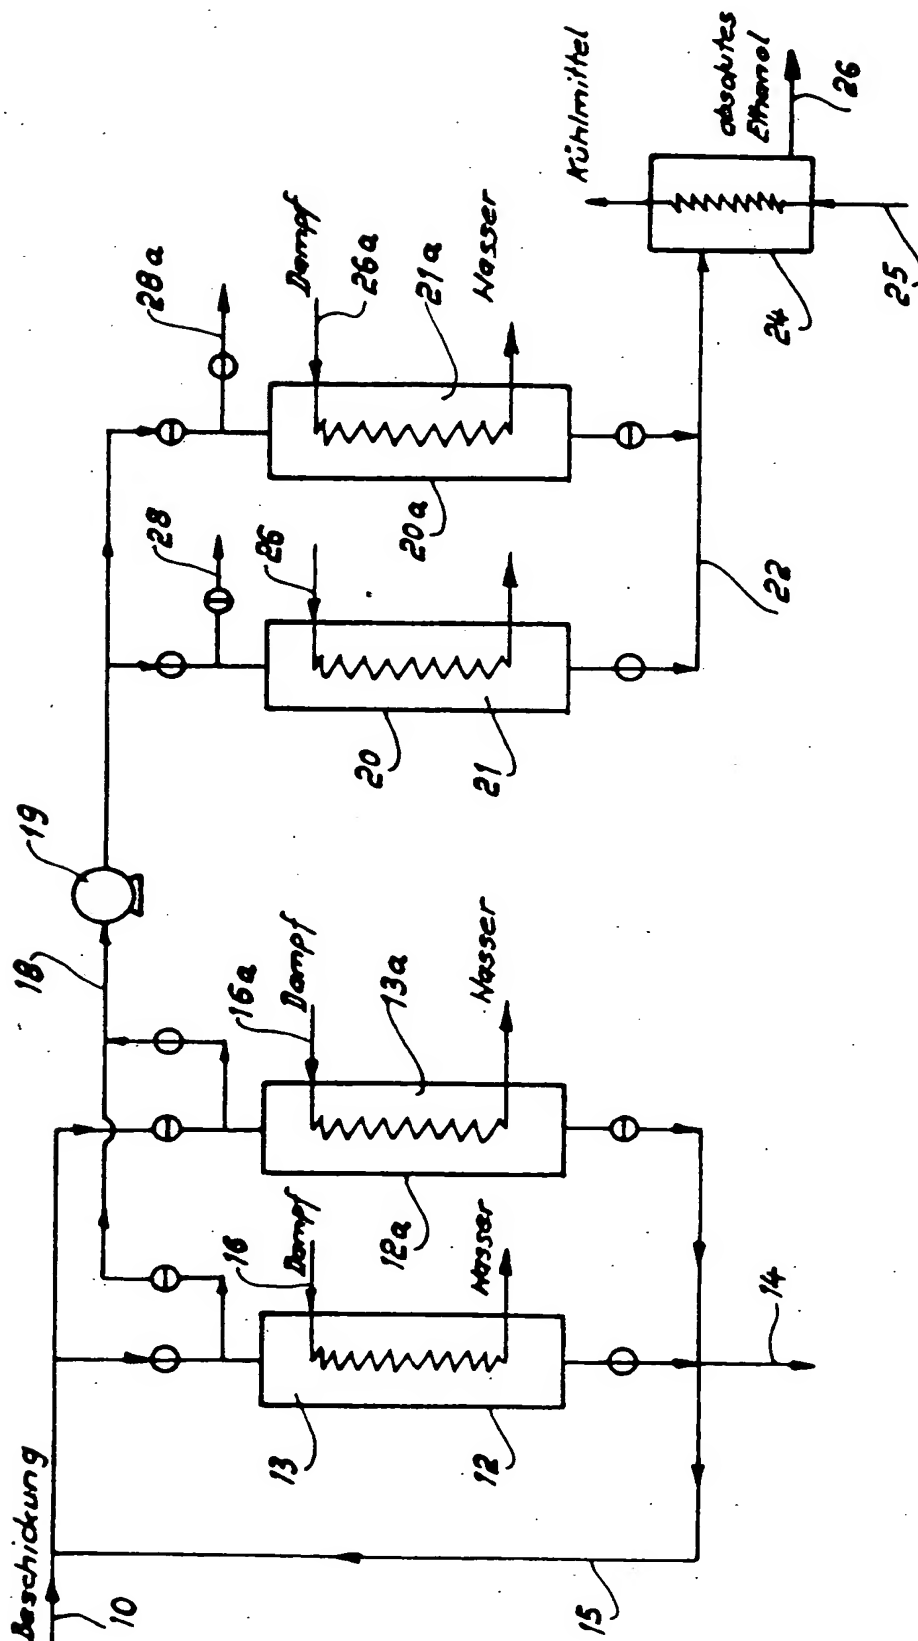 Beschickung
10
15
14
13
12
16
Dampf
Wasser
12a
13a
16a
Dampf
Wasser
18
19
20
21
26
28
20a
21a
26a
Dampf
Wasser
28a
22
24
25
Kühlmittel
absolutes
Ethanol
26